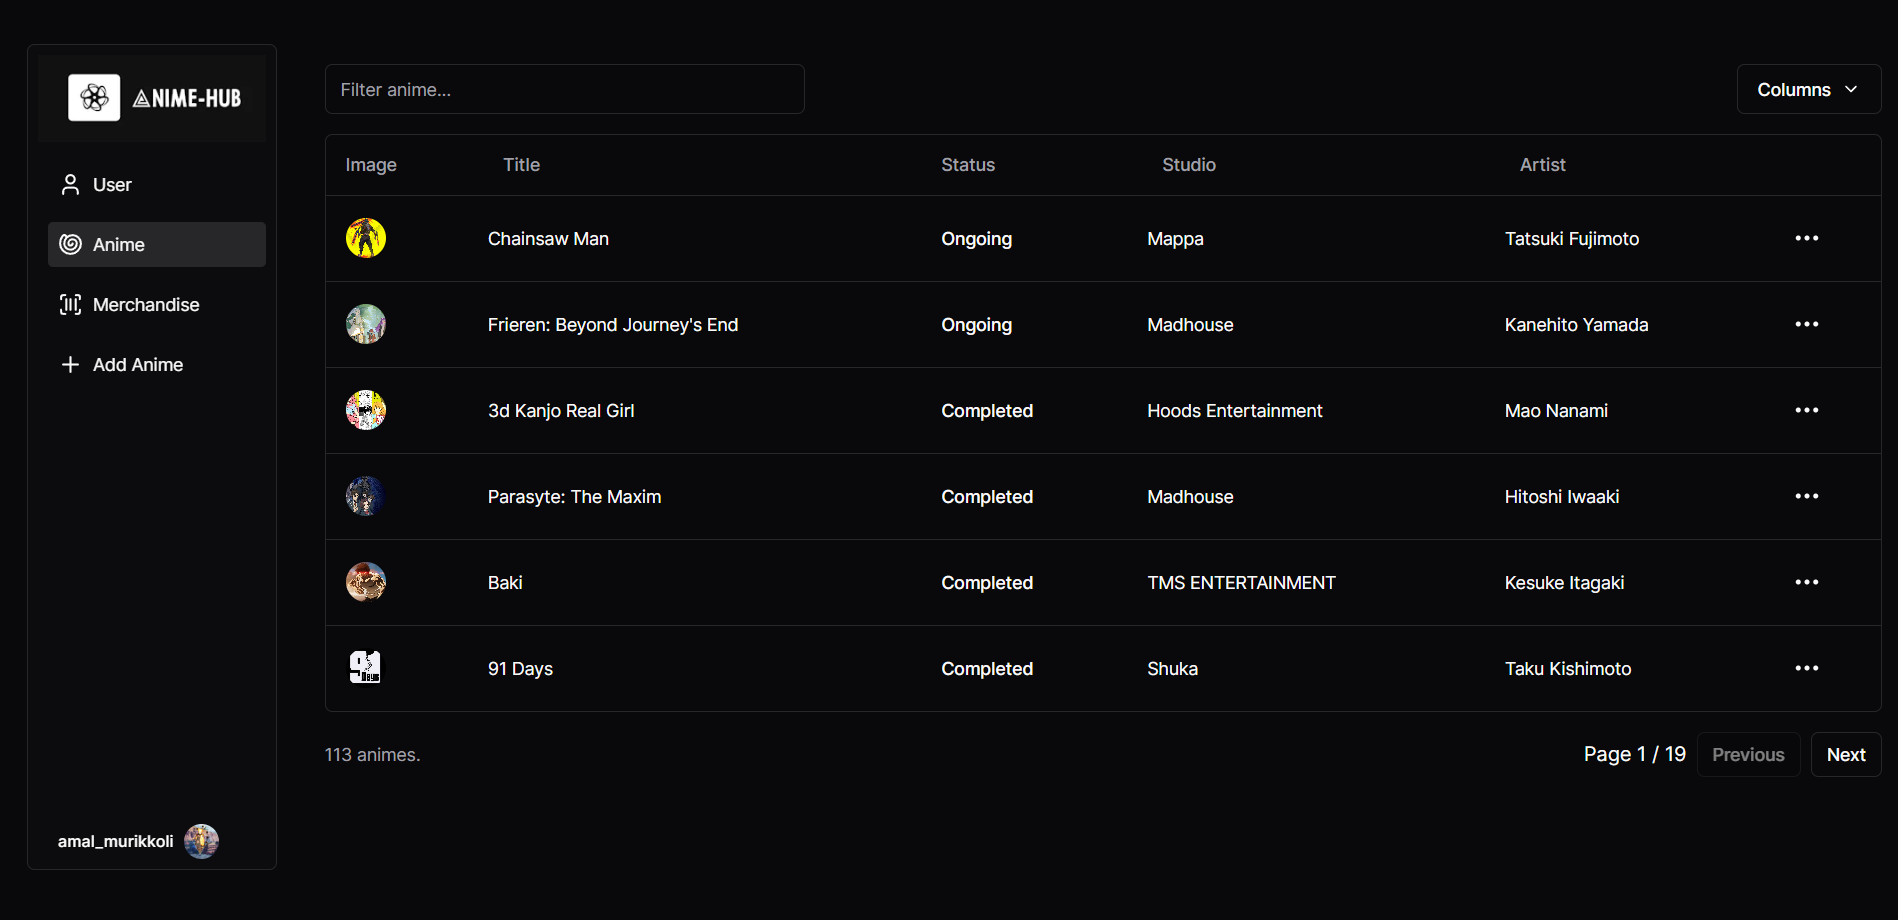 ANIME-HUB
User
Anime
Merchandise
Add Anime
amal_murikkoli
Filter anime...
Columns
Image Title Status Studio Artist
Chainsaw Man Ongoing Mappa Tatsuki Fujimoto
Frieren: Beyond Journey's End Ongoing Madhouse Kanehito Yamada
3d Kanjo Real Girl Completed Hoods Entertainment Mao Nanami
Parasyte: The Maxim Completed Madhouse Hitoshi Iwaaki
Baki Completed TMS ENTERTAINMENT Kesuke Itagaki
91 Days
91 Days Completed Shuka Taku Kishimoto
113 animes.
Page 1 / 19 Previous Next